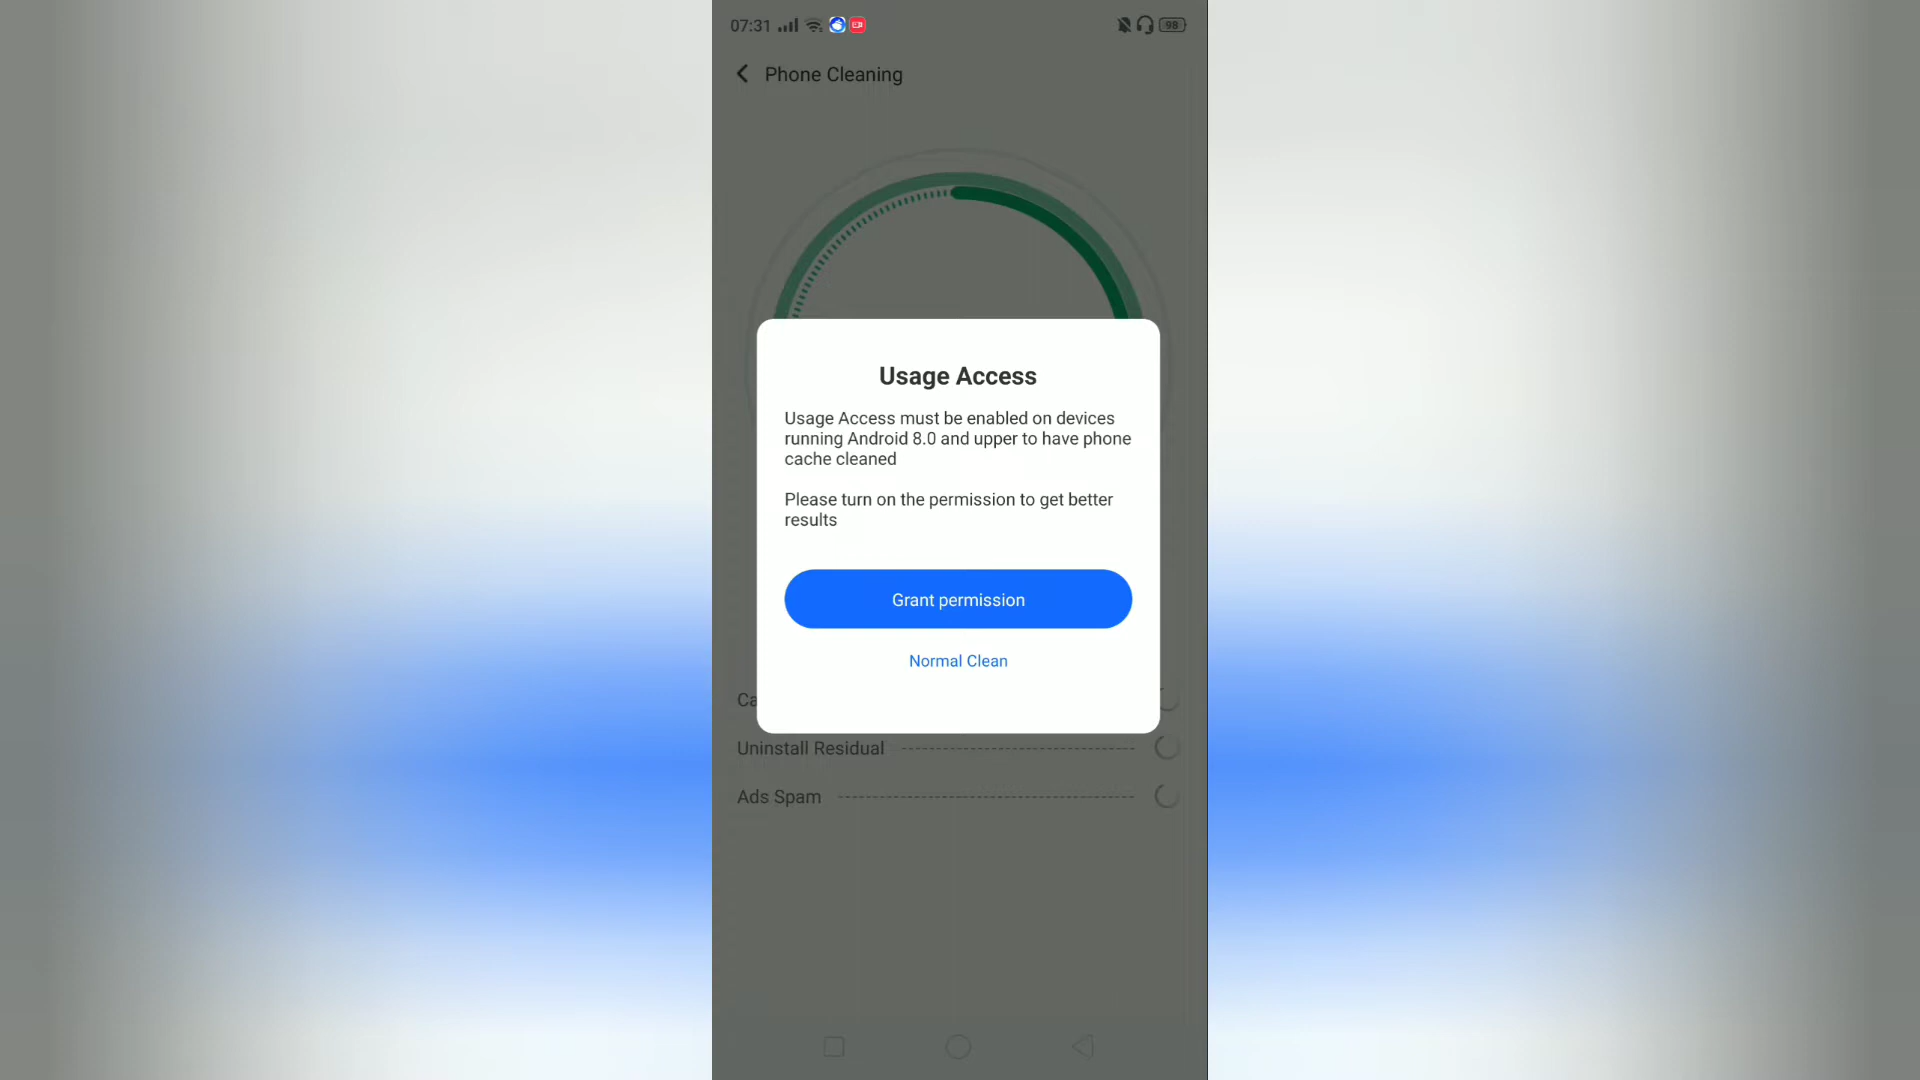 07:31
98
Phone Cleaning
Usage Access
Usage Access must be enabled on devices
running Android 8.0 and upper to have phone
cache cleaned
Please turn on the permission to get better
results
Grant permission
Normal Clean
Ca
Uninstall Residual
Ads Spam